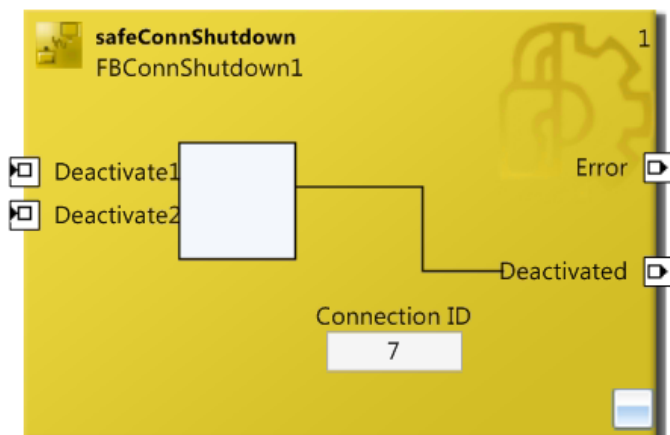 safeConnShutdown
1
FBConnShutdown1
Deactivate1
Error
Deactivate2
Deactivated
Connection ID
7